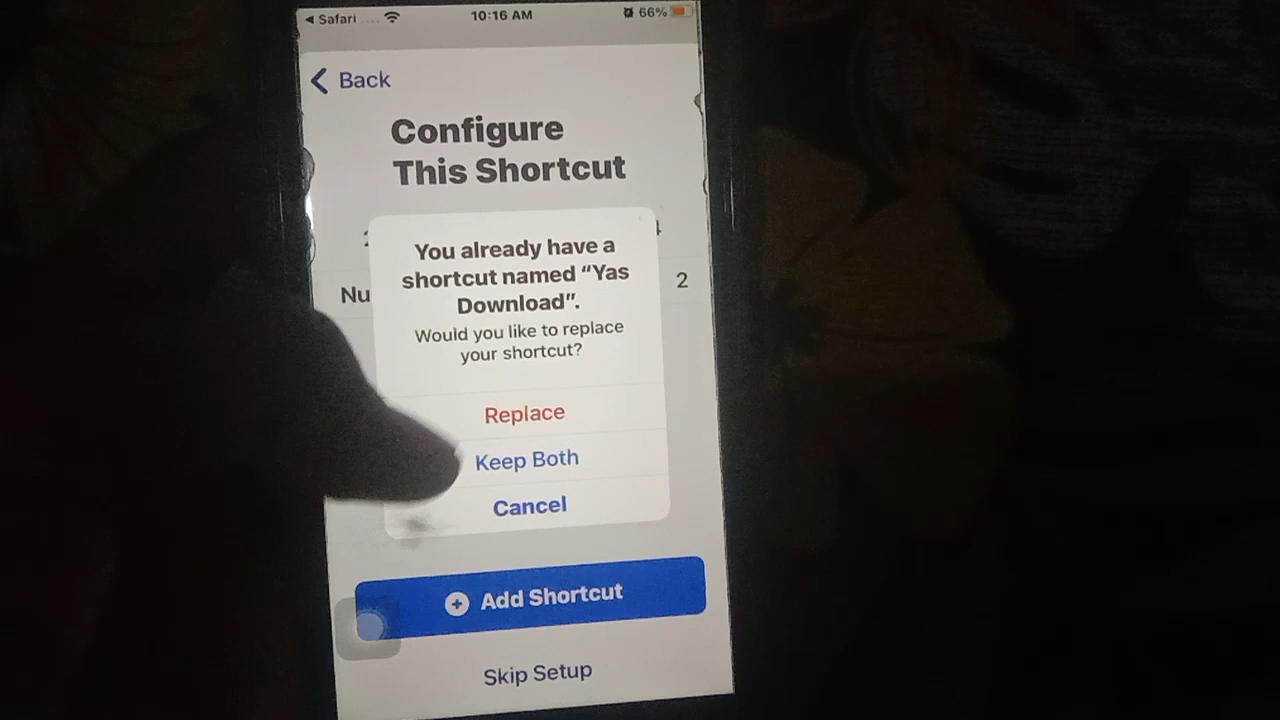 Safari
10:16 AM
66%
Back
Configure
This Shortcut
You already have a
shortcut named “Yas
Download”.
Would you like to replace
your shortcut?
Nu
2
Replace
Keep Both
Cancel
Add Shortcut
Skip Setup